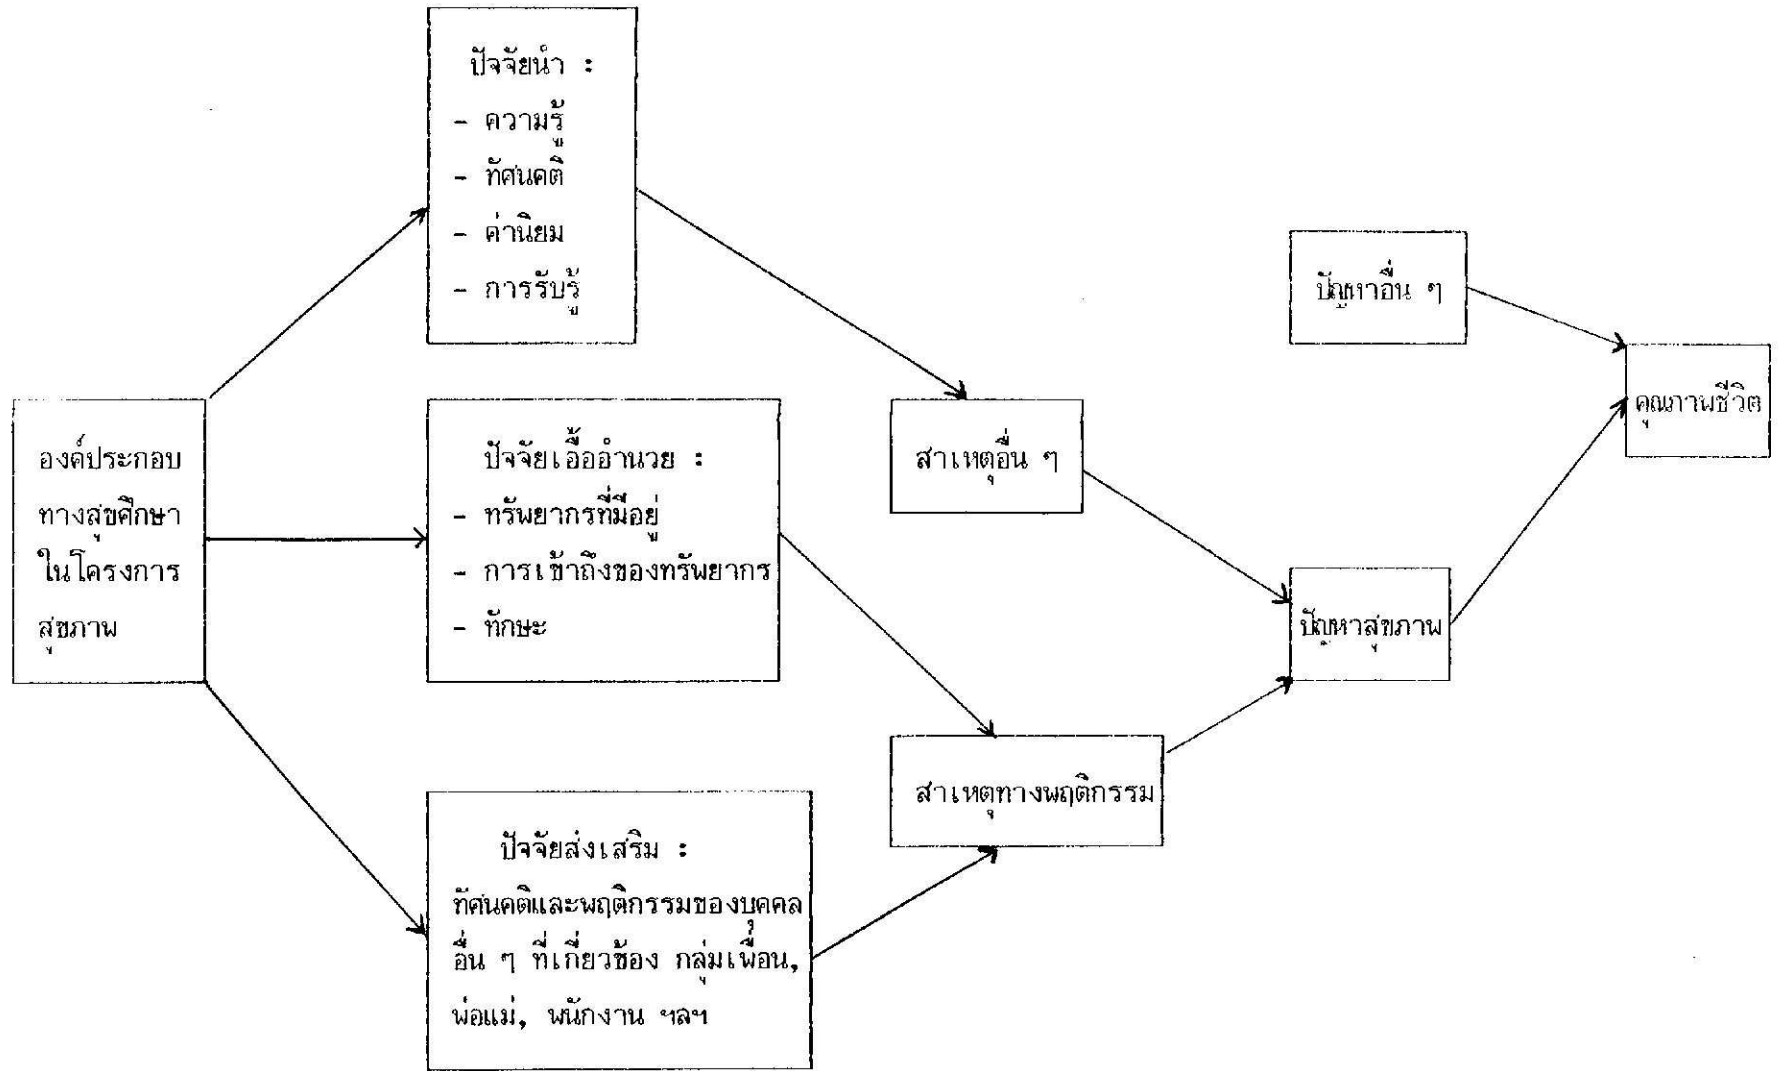 ปัจจัยนำ :
- ความรู้
- ทัศนคติ
- ค่านิยม
- การรับรู้
องค์ประกอบ
ทางสุขศึกษา
ในโครงการ
สุขภาพ
ปัจจัยเอื้ออำนวย :
- ทรัพยากรที่มีอยู่
- การเข้าถึงของทรัพยากร
- ทักษะ
ปัจจัยส่งเสริม :
ทัศนคติและพฤติกรรมของบุคคล
อื่น ๆ ที่เกี่ยวข้อง กลุ่มเพื่อน,
พ่อแม่, พนักงาน ฯลฯ
สาเหตุอื่น ๆ
สาเหตุทางพฤติกรรม
ปัญหาอื่น ๆ
ปัญหาสุขภาพ
คุณภาพชีวิต